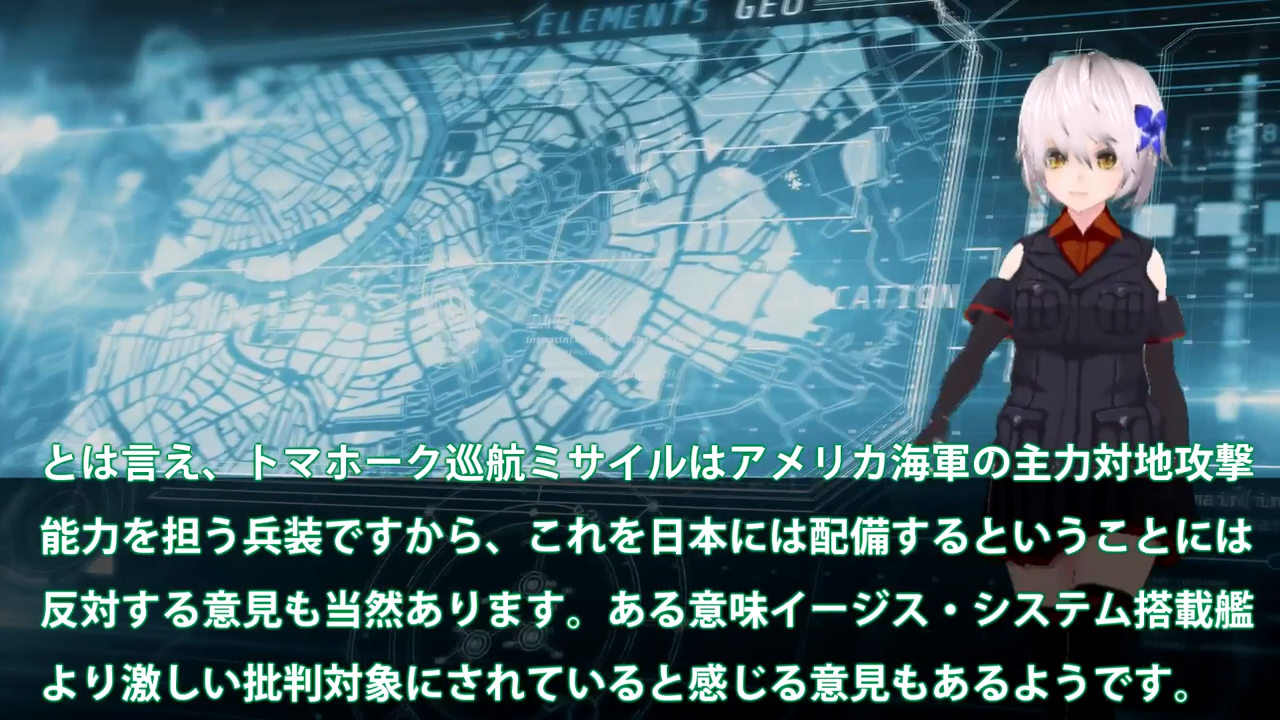 ELEMENTS GEO
CATION
とは言え、トマホーク巡航ミサイルはアメリカ海軍の主力対地攻撃
能力を担う兵装ですから、これを日本には配備するということには
反対する意見も当然あります。ある意味イージス・システム搭載艦
より激しい批判対象にされていると感じる意見もあるようです。